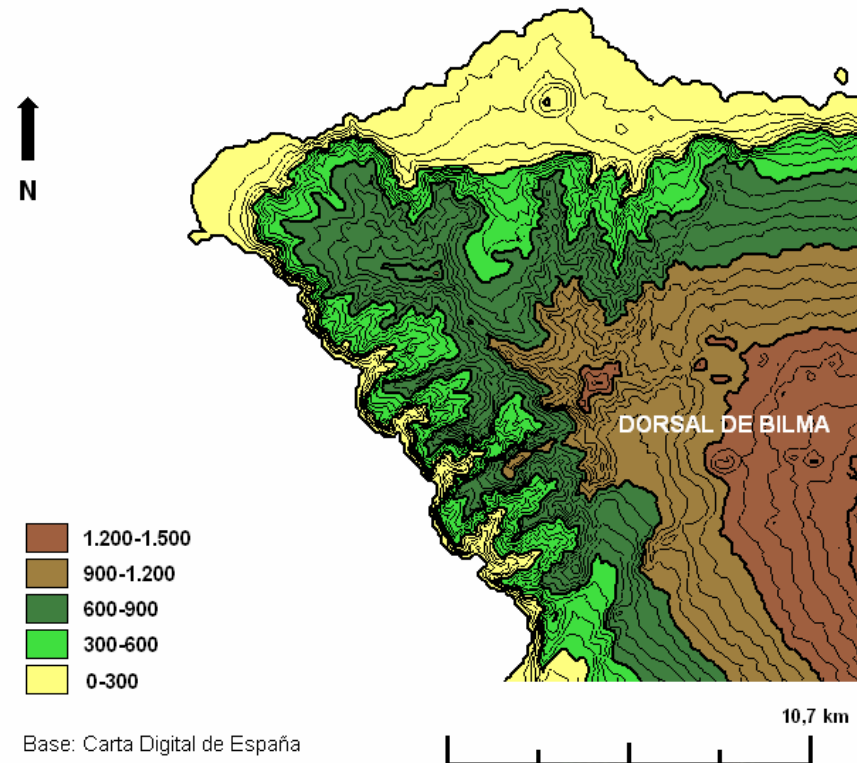 N
DORSAL DE BILMA
1.200-1.500
900-1.200
600-900
300-600
0-300
10,7 km
Base: Carta Digital de España